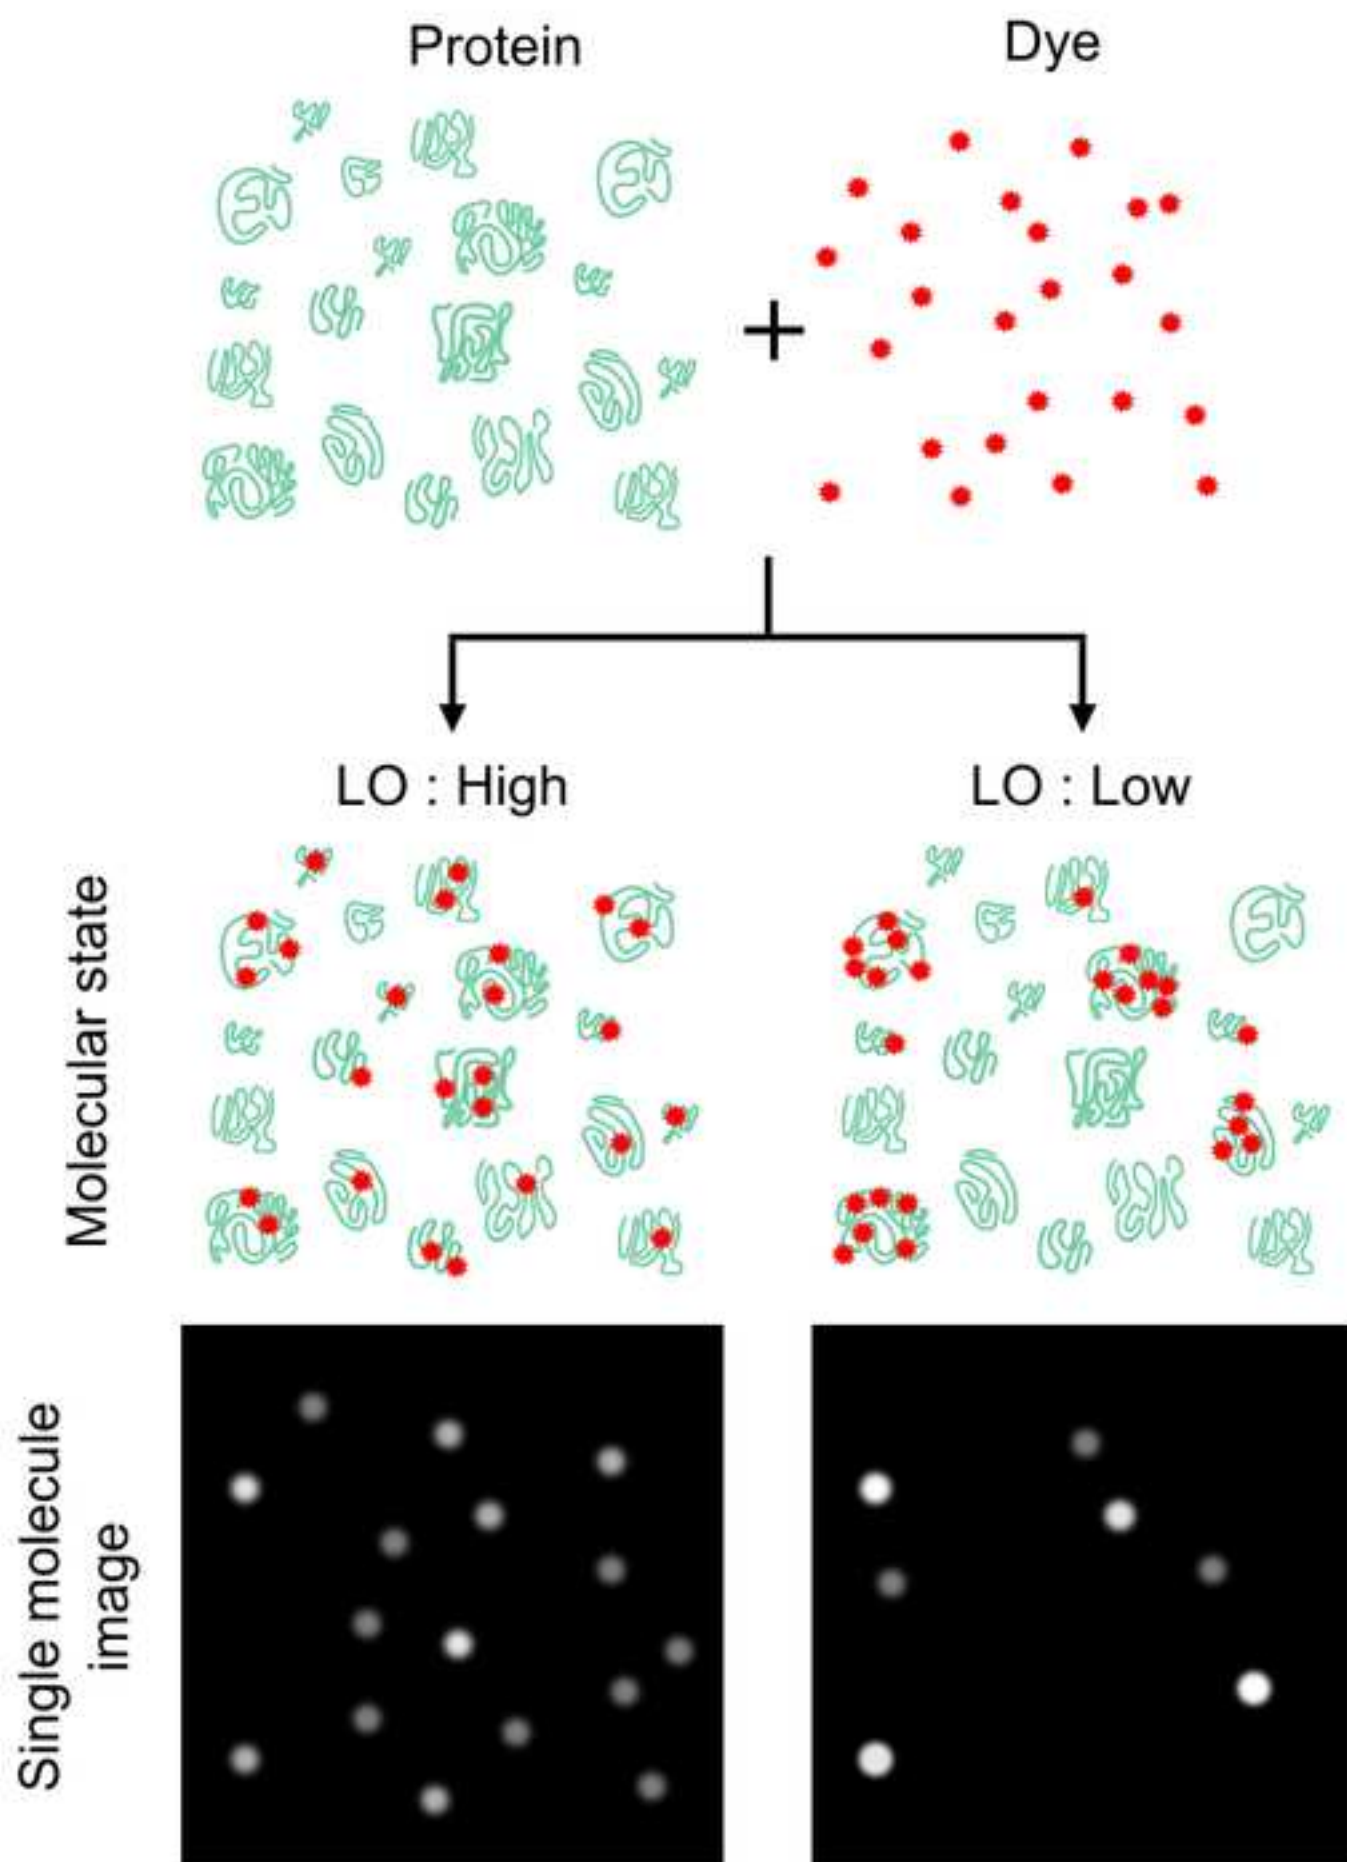 Protein
Dye
+
LO : High
LO : Low
Molecular state
Single molecule
image